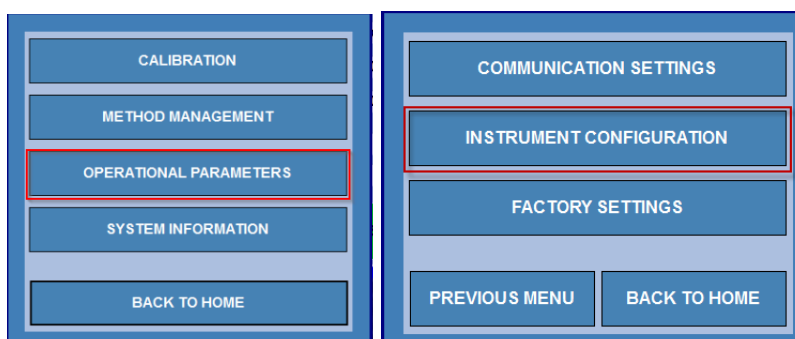 CALIBRATION
METHOD MANAGEMENT
OPERATIONAL PARAMETERS
SYSTEM INFORMATION
BACK TO HOME
COMMUNICATION SETTINGS
INSTRUMENT CONFIGURATION
FACTORY SETTINGS
PREVIOUS MENU
BACK TO HOME